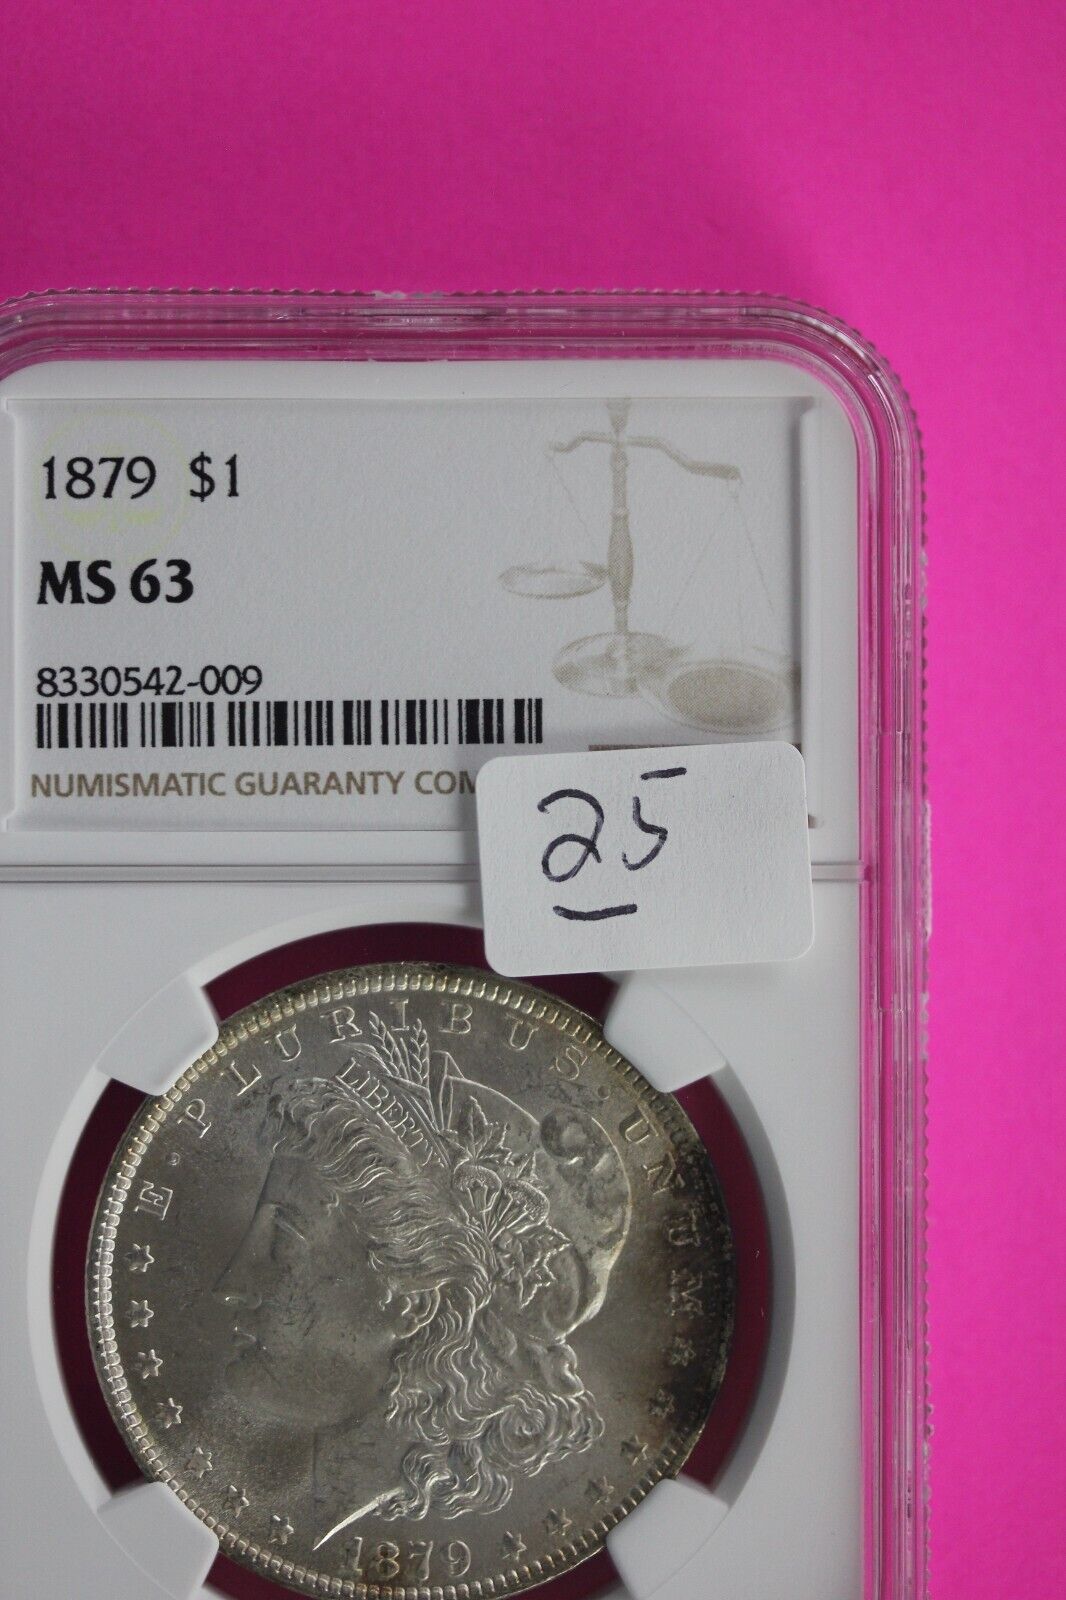 1879 $1
MS 63
8330542-009
NUMISMATIC GUARANTY COM
25
E · PLURIBUS · UNUM
LIBERTY
1879